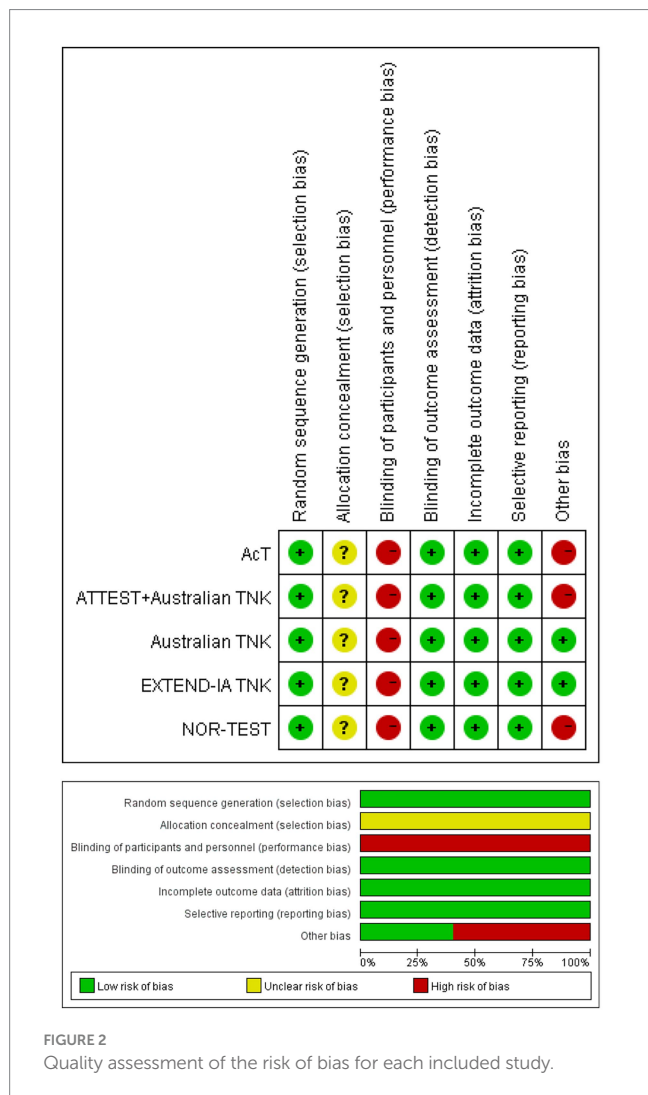 Random sequence generation (selection bias)
Allocation concealment (selection bias)
Blinding of participants and personnel (performance bias)
Blinding of outcome assessment (detection bias)
Incomplete outcome data (attrition bias)
Selective reporting (reporting bias)
Other bias
AcT + ? - + + + -
ATTEST+Australian TNK + ? - + + + -
Australian TNK + ? - + + + +
EXTEND-IA TNK + ? - + + + +
NOR-TEST + ? - + + + -
Random sequence generation (selection bias)
Allocation concealment (selection bias)
Blinding of participants and personnel (performance bias)
Blinding of outcome assessment (detection bias)
Incomplete outcome data (attrition bias)
Selective reporting (reporting bias)
Other bias
0% 25% 50% 75% 100%
Low risk of bias Unclear risk of bias High risk of bias
FIGURE 2
Quality assessment of the risk of bias for each included study.